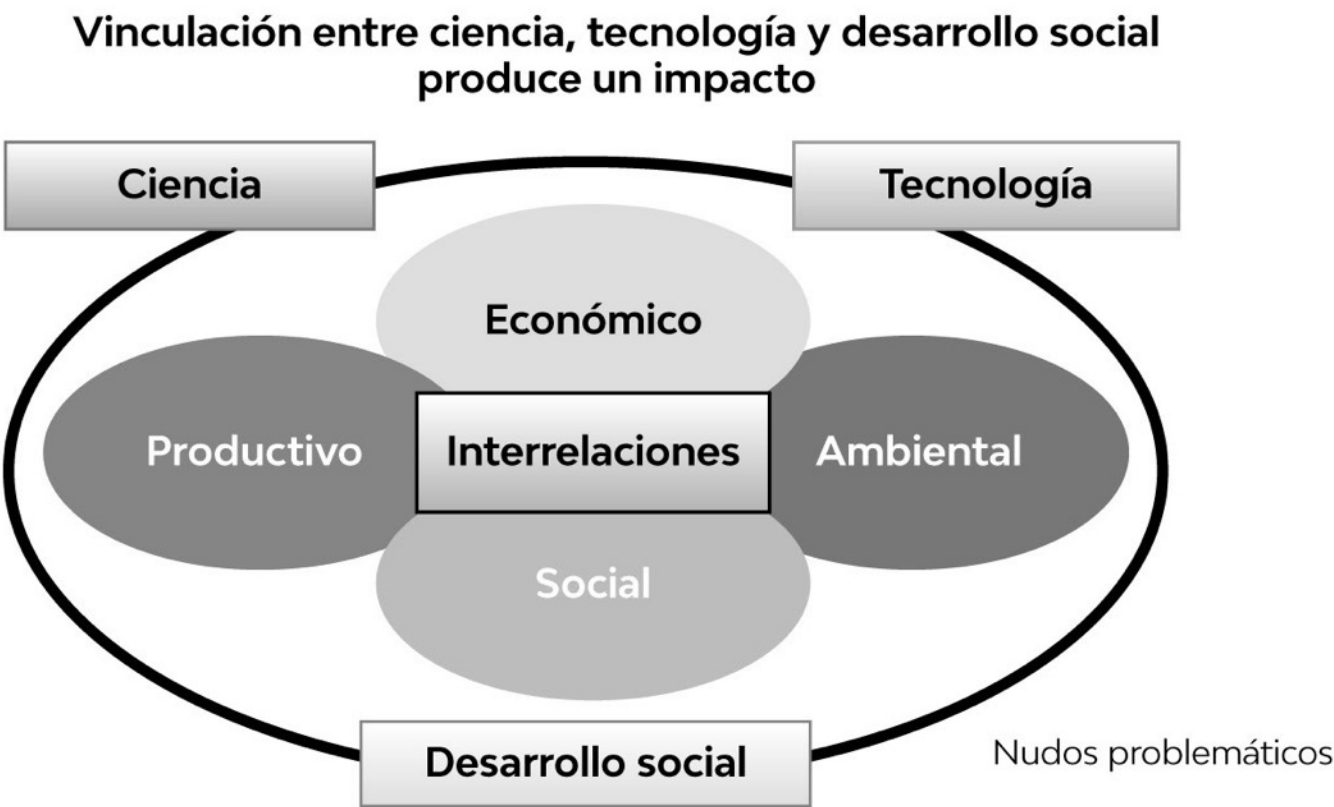 Vinculación entre ciencia, tecnología y desarrollo social
produce un impacto
Ciencia
Tecnología
Económico
Productivo
Interrelaciones
Ambiental
Social
Desarrollo social
Nudos problemáticos